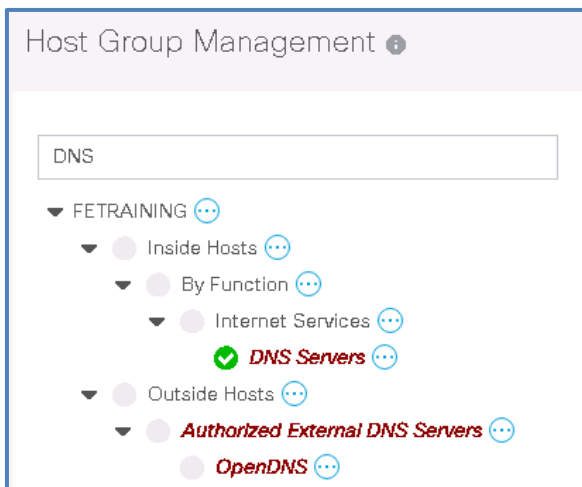 Host Group Management
DNS
FETRAINING
Inside Hosts
By Function
Internet Services
DNS Servers
Outside Hosts
Authorized External DNS Servers
OpenDNS